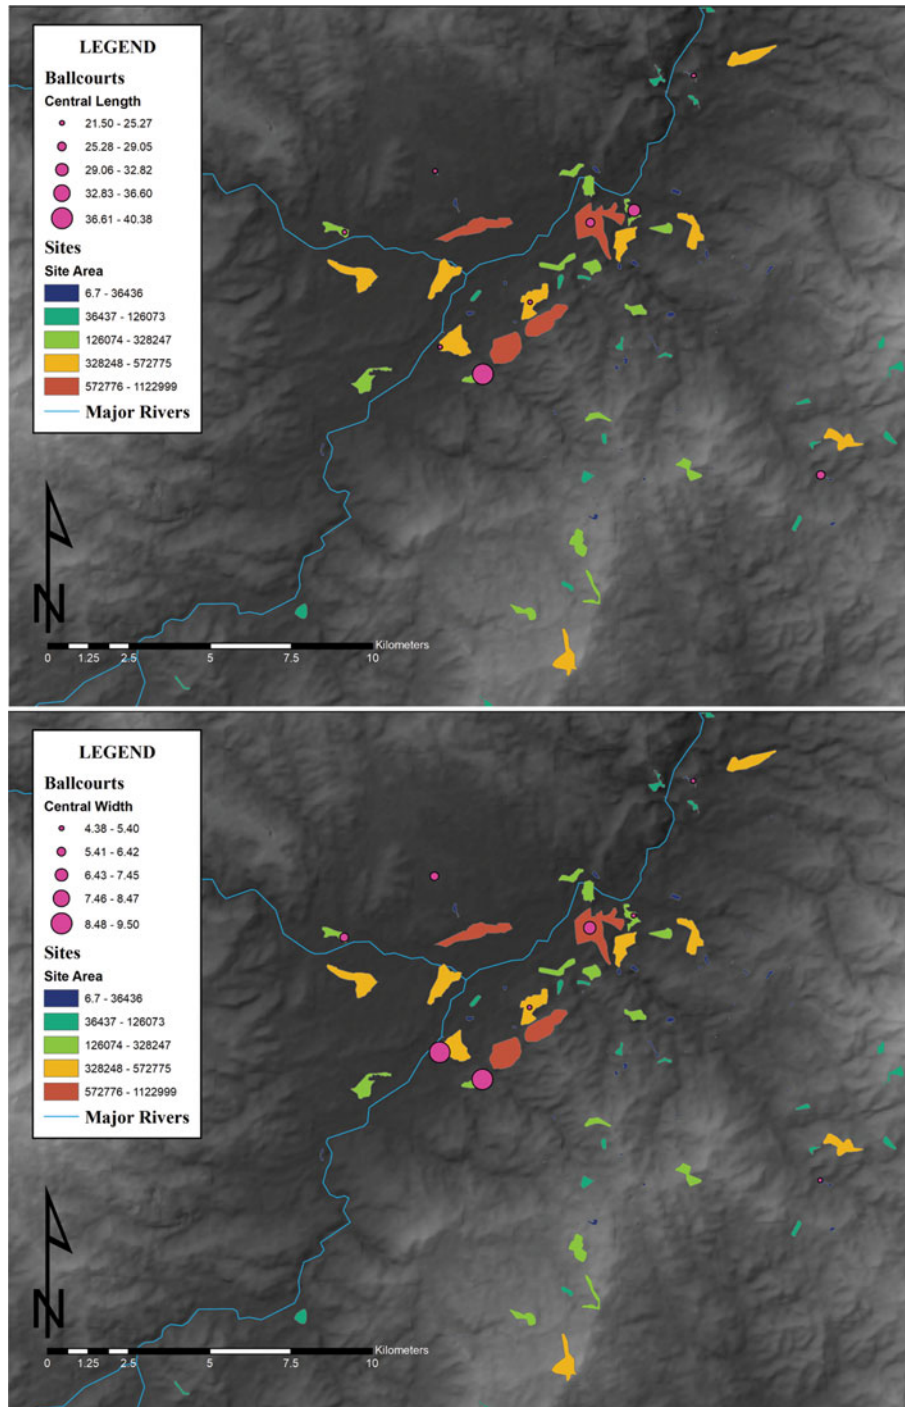 LEGEND
Ballcourts
Central Length
21.50 - 25.27
25.28 - 29.05
29.06 - 32.82
32.83 - 36.60
36.61 - 40.38
Sites
Site Area
6.7 - 36436
36437 - 126073
126074 - 328247
328248 - 572775
572776 - 1122999
Major Rivers
N
Kilometers
0 1.25 2.5 5 7.5 10
LEGEND
Ballcourts
Central Width
4.38 - 5.40
5.41 - 6.42
6.43 - 7.45
7.46 - 8.47
8.48 - 9.50
Sites
Site Area
6.7 - 36436
36437 - 126073
126074 - 328247
328248 - 572775
572776 - 1122999
Major Rivers
N
Kilometers
0 1.25 2.5 5 7.5 10